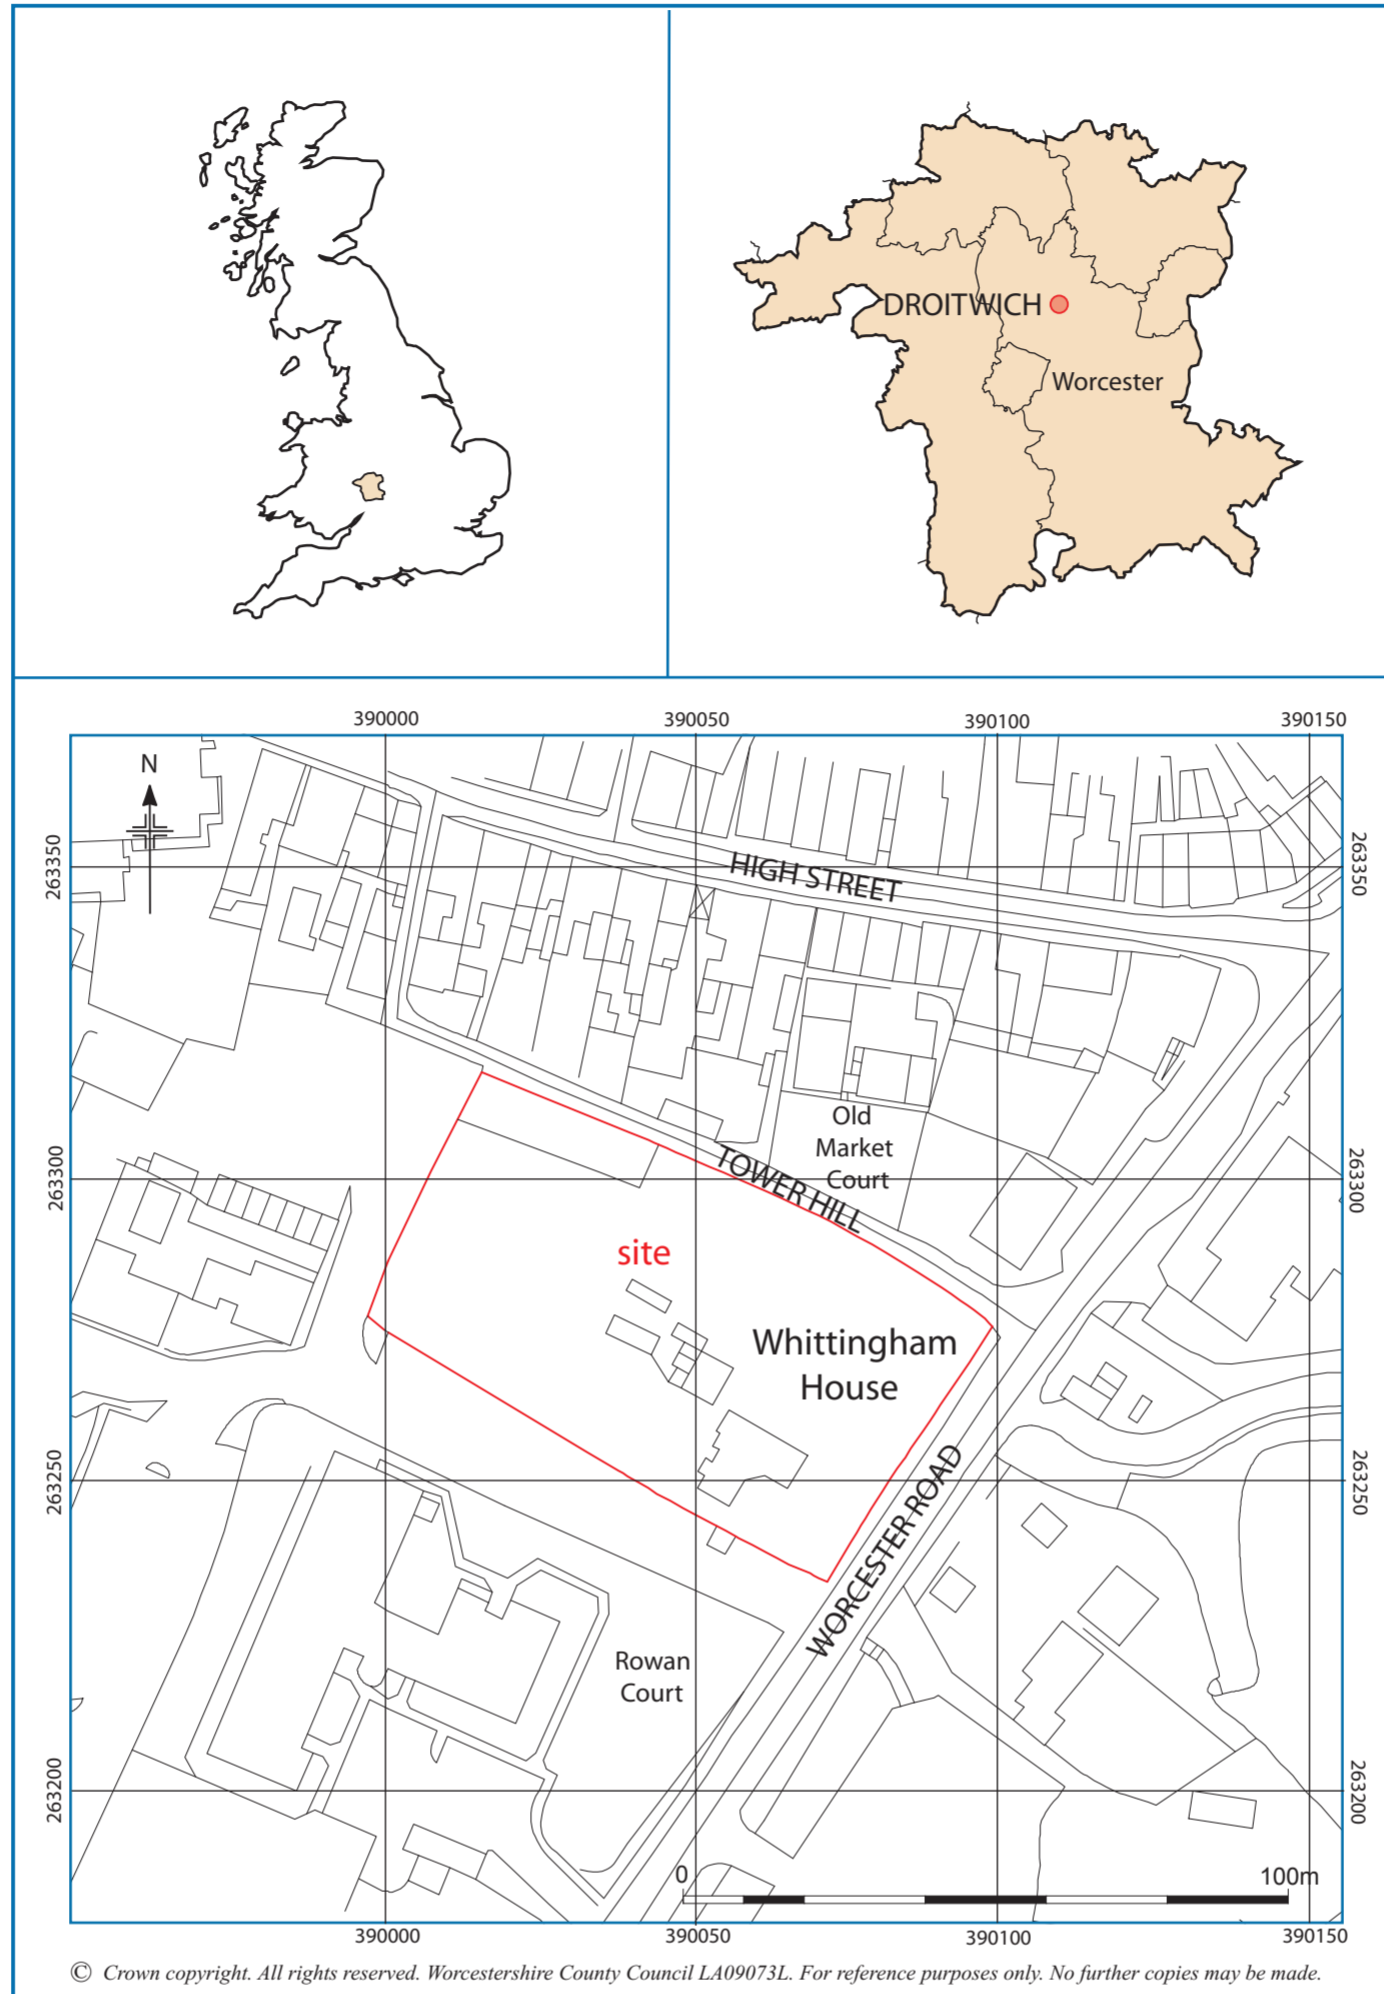 DROITWICH
Worcester
390000
390050
390100
390150
N
263350
HIGH STREET
263350
Old
Market
Court
263300
TOWER HILL
263300
site
Whittingham
House
263250
WORCESTER ROAD
263250
Rowan
Court
263200
263200
0
100m
390000
390050
390100
390150
© Crown copyright. All rights reserved. Worcestershire County Council LA09073L. For reference purposes only. No further copies may be made.